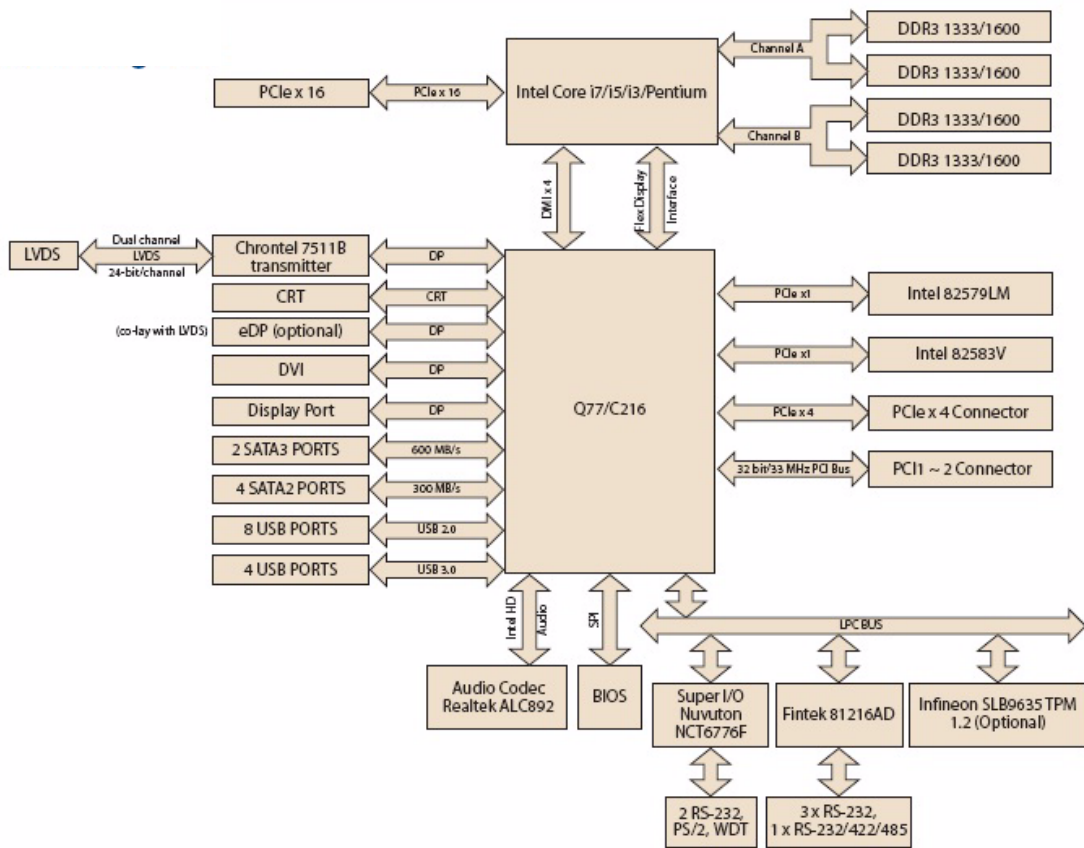 DDR3 1333/1600
Channel A
DDR3 1333/1600
PCIe x 16
PCIe x 16
Intel Core i7/i5/i3/Pentium
DDR3 1333/1600
Channel B
DDR3 1333/1600
DMI x 4
Flex Display
Interface
LVDS
Dual channel
LVDS
24-bit/channel
Chrontel 7511B
transmitter
DP
CRT
CRT
(co-lay with LVDS)
eDP (optional)
DP
DVI
DP
Display Port
DP
2 SATA3 PORTS
600 MB/s
4 SATA2 PORTS
300 MB/s
8 USB PORTS
USB 2.0
4 USB PORTS
USB 3.0
Q77/C216
PCIe x1
Intel 82579LM
PCIe x1
Intel 82583V
PCIe x 4
PCIe x 4 Connector
32 bit/33 MHz PCI Bus
PCI1 ~ 2 Connector
Intel HD
Audio
SPI
LPC BUS
Audio Codec
Realtek ALC892
BIOS
Super I/O
Nuvuton
NCT6776F
Fintek 81216AD
Infineon SLB9635 TPM
1.2 (Optional)
2 RS-232,
PS/2, WDT
3 x RS-232,
1 x RS-232/422/485